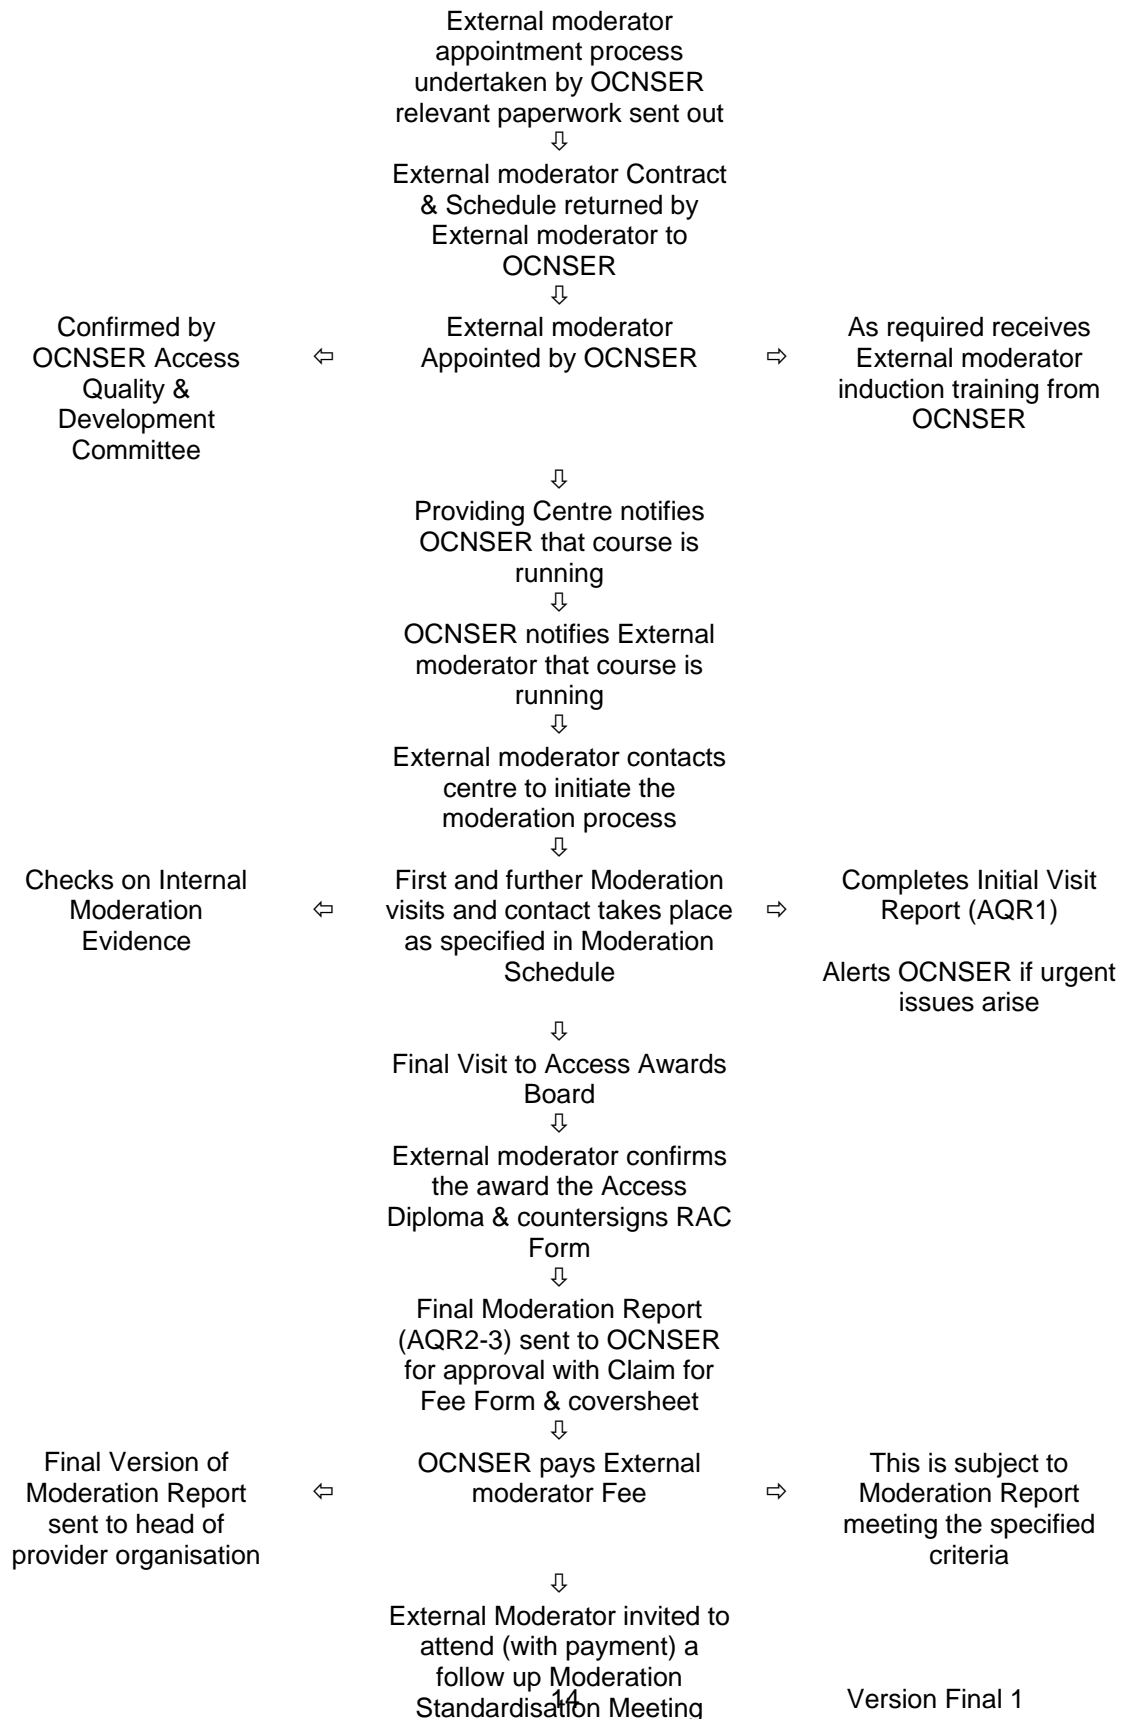 External moderator
appointment process
undertaken by OCNSER
relevant paperwork sent out
⇩
External moderator Contract
& Schedule returned by
External moderator to
OCNSER
⇩
Confirmed by
OCNSER Access
Quality &
Development
Committee
⇦
External moderator
Appointed by OCNSER
⇨
As required receives
External moderator
induction training from
OCNSER
⇩
Providing Centre notifies
OCNSER that course is
running
⇩
OCNSER notifies External
moderator that course is
running
⇩
External moderator contacts
centre to initiate the
moderation process
⇩
Checks on Internal
Moderation
Evidence
⇦
First and further Moderation
visits and contact takes place
as specified in Moderation
Schedule
⇨
Completes Initial Visit
Report (AQR1)
Alerts OCNSER if urgent
issues arise
⇩
Final Visit to Access Awards
Board
⇩
External moderator confirms
the award the Access
Diploma & countersigns RAC
Form
⇩
Final Moderation Report
(AQR2-3) sent to OCNSER
for approval with Claim for
Fee Form & coversheet
⇩
Final Version of
Moderation Report
sent to head of
provider organisation
⇦
OCNSER pays External
moderator Fee
⇨
This is subject to
Moderation Report
meeting the specified
criteria
⇩
External Moderator invited to
attend (with payment) a
follow up Moderation
Standardisation Meeting
14
Version Final 1